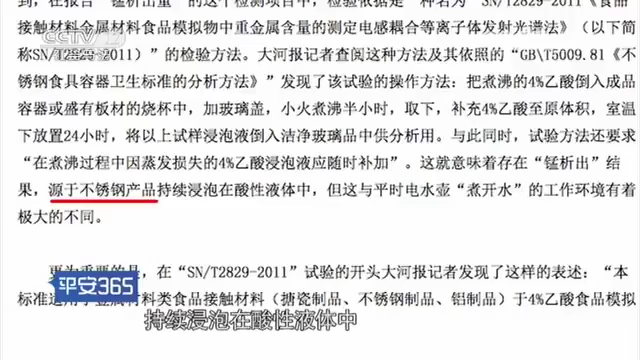 到，在报告“锰析出量”的这个检测项目中，检验依据是一种名为“SN/T2829-2011《食品
接触材料金属材料食品模拟物中重金属含量的测定电感耦合等离子体发射光谱法》（以下简
称SN/T2829-2011）”的检验方法。大河报记者查阅这种方法及其依照的“GB\T5009.81《不
锈钢食具容器卫生标准的分析方法》”发现了该试验的操作方法：把煮沸的4%乙酸倒入成品
容器或盛有板材的烧杯中，加玻璃盖，小火煮沸半小时，取下，补充4%乙酸至原体积，室温
下放置24小时，将以上试样浸泡液倒入洁净玻璃品中供分析用。与此同时，试验方法还要求
“在煮沸过程中因蒸发损失的4%乙酸浸泡液应随时补加”。这就意味着存在“锰析出”结
果，源于不锈钢产品持续浸泡在酸性液体中，但这与平时电水壶“煮开水”的工作环境有着
极大的不同。
更为重要的是，在“SN/T2829-2011”试验的开头大河报记者发现了这样的表述：“本
标准适用于金属材料类食品接触材料（搪瓷制品、不锈钢制品、铝制品）于4%乙酸食品模拟
平安365
持续浸泡在酸性液体中